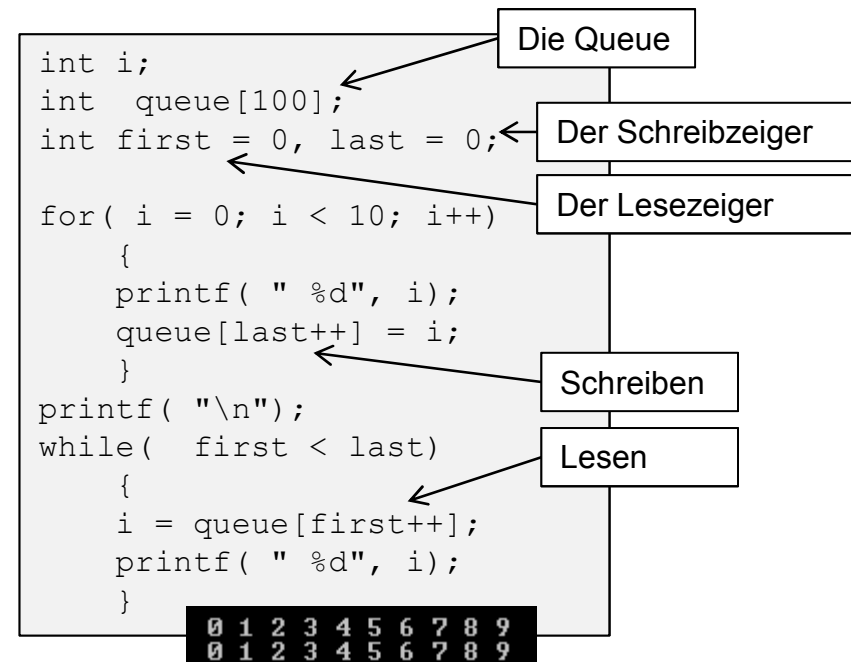 Die Queue
int i;
int  queue[100];
int first = 0, last = 0;
Der Schreibzeiger
Der Lesezeiger
for( i = 0; i < 10; i++)
    {
    printf( " %d", i);
    queue[last++] = i;
    }
Schreiben
printf( "\n");
while(  first < last)
Lesen
    {
    i = queue[first++];
    printf( " %d", i);
    }
0 1 2 3 4 5 6 7 8 9
0 1 2 3 4 5 6 7 8 9